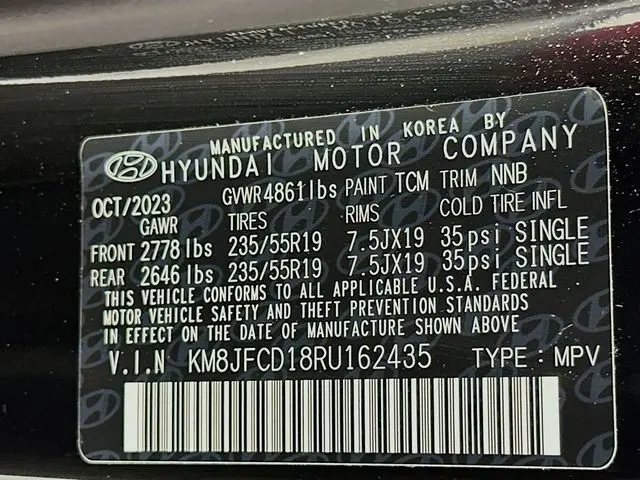 MANUFACTURED IN KOREA BY
HYUNDAI MOTOR COMPANY
OCT/2023 GVWR 4861lbs PAINT TCM TRIM NNB
GAWR TIRES RIMS COLD TIRE INFL
FRONT 2778 lbs 235/55R19 7.5JX19 35psi SINGLE
REAR 2646 lbs 235/55R19 7.5JX19 35psi SINGLE
THIS VEHICLE CONFORMS TO ALL APPLICABLE U.S.A. FEDERAL
MOTOR VEHICLE SAFETY AND THEFT PREVENTION STANDARDS
IN EFFECT ON THE DATE OF MANUFACTURE SHOWN ABOVE.
V.I.N KM8JFCD18RU162435 TYPE : MPV